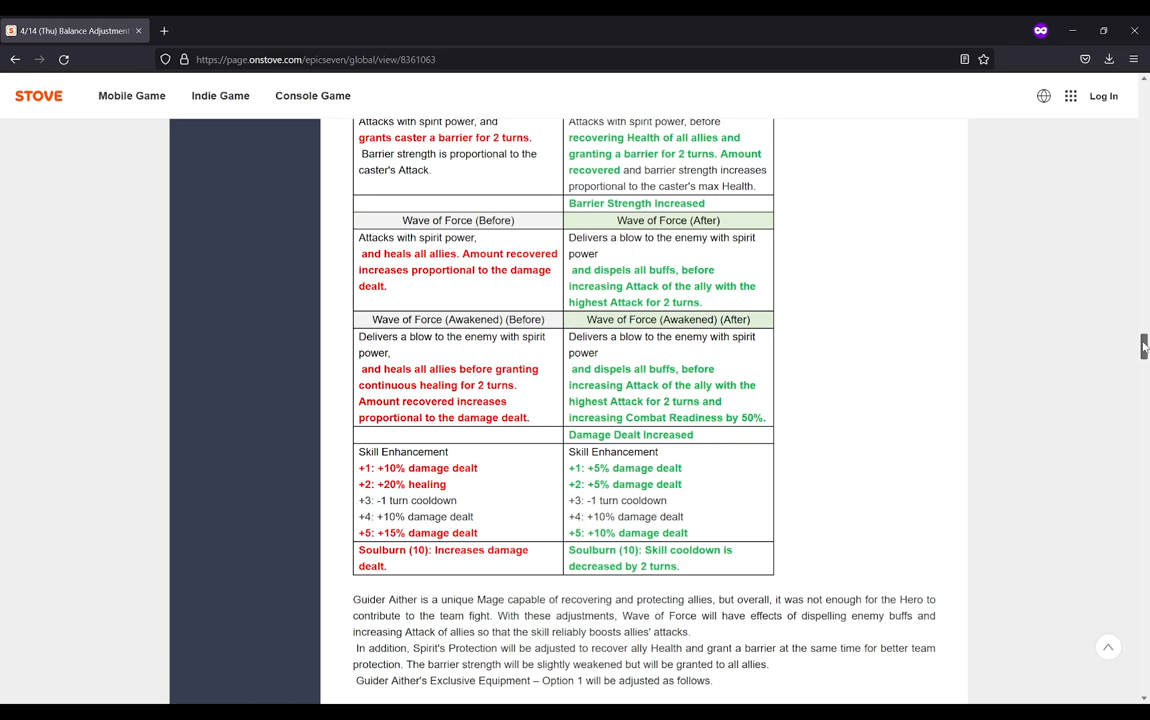 4/14 (Thu) Balance Adjustment
https://page.onstove.com/epicseven/global/view/8361063
STOVE
Mobile Game
Indie Game
Console Game
Log In
Attacks with spirit power, and
grants caster a barrier for 2 turns.
Barrier strength is proportional to the
caster's Attack.
Attacks with spirit power, before
recovering Health of all allies and
granting a barrier for 2 turns. Amount
recovered and barrier strength increases
proportional to the caster's max Health.
Barrier Strength Increased
Wave of Force (Before)
Wave of Force (After)
Attacks with spirit power,
and heals all allies. Amount recovered
increases proportional to the damage
dealt.
Delivers a blow to the enemy with spirit
power
and dispels all buffs, before
increasing Attack of the ally with the
highest Attack for 2 turns.
Wave of Force (Awakened) (Before)
Wave of Force (Awakened) (After)
Delivers a blow to the enemy with spirit
power,
and heals all allies before granting
continuous healing for 2 turns.
Amount recovered increases
proportional to the damage dealt.
Delivers a blow to the enemy with spirit
power
and dispels all buffs, before
increasing Attack of the ally with the
highest Attack for 2 turns and
increasing Combat Readiness by 50%.
Damage Dealt Increased
Skill Enhancement
+1: +10% damage dealt
+2: +20% healing
+3: -1 turn cooldown
+4: +10% damage dealt
+5: +15% damage dealt
Skill Enhancement
+1: +5% damage dealt
+2: +5% damage dealt
+3: -1 turn cooldown
+4: +10% damage dealt
+5: +10% damage dealt
Soulburn (10): Increases damage
dealt.
Soulburn (10): Skill cooldown is
decreased by 2 turns.
Guider Aither is a unique Mage capable of recovering and protecting allies, but overall, it was not enough for the Hero to
contribute to the team fight. With these adjustments, Wave of Force will have effects of dispelling enemy buffs and
increasing Attack of allies so that the skill reliably boosts allies' attacks.
In addition, Spirit's Protection will be adjusted to recover ally Health and grant a barrier at the same time for better team
protection. The barrier strength will be slightly weakened but will be granted to all allies.
Guider Aither's Exclusive Equipment – Option 1 will be adjusted as follows.